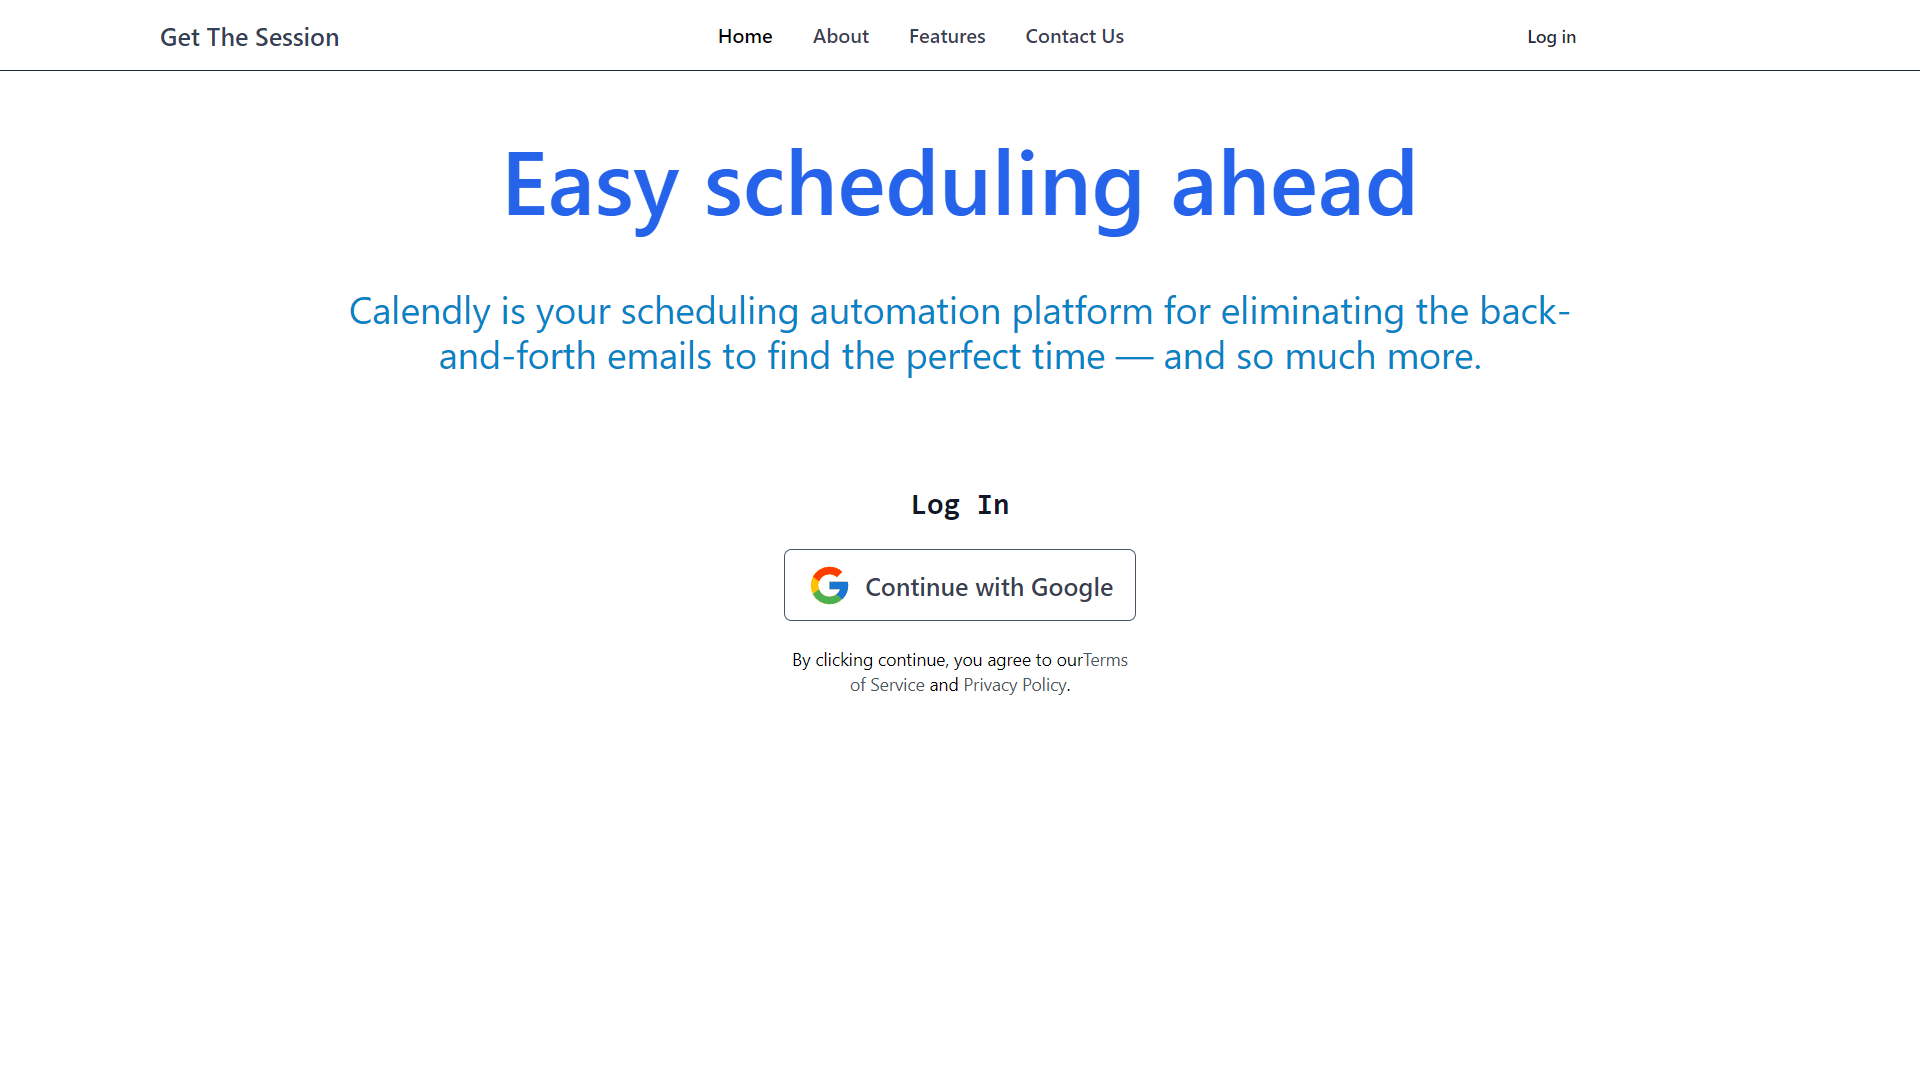 Get The Session
Home
About
Features
Contact Us
Log in
Easy scheduling ahead
Calendly is your scheduling automation platform for eliminating the back-
and-forth emails to find the perfect time — and so much more.
Log In
Continue with Google
By clicking continue, you agree to ourTerms
of Service and Privacy Policy.